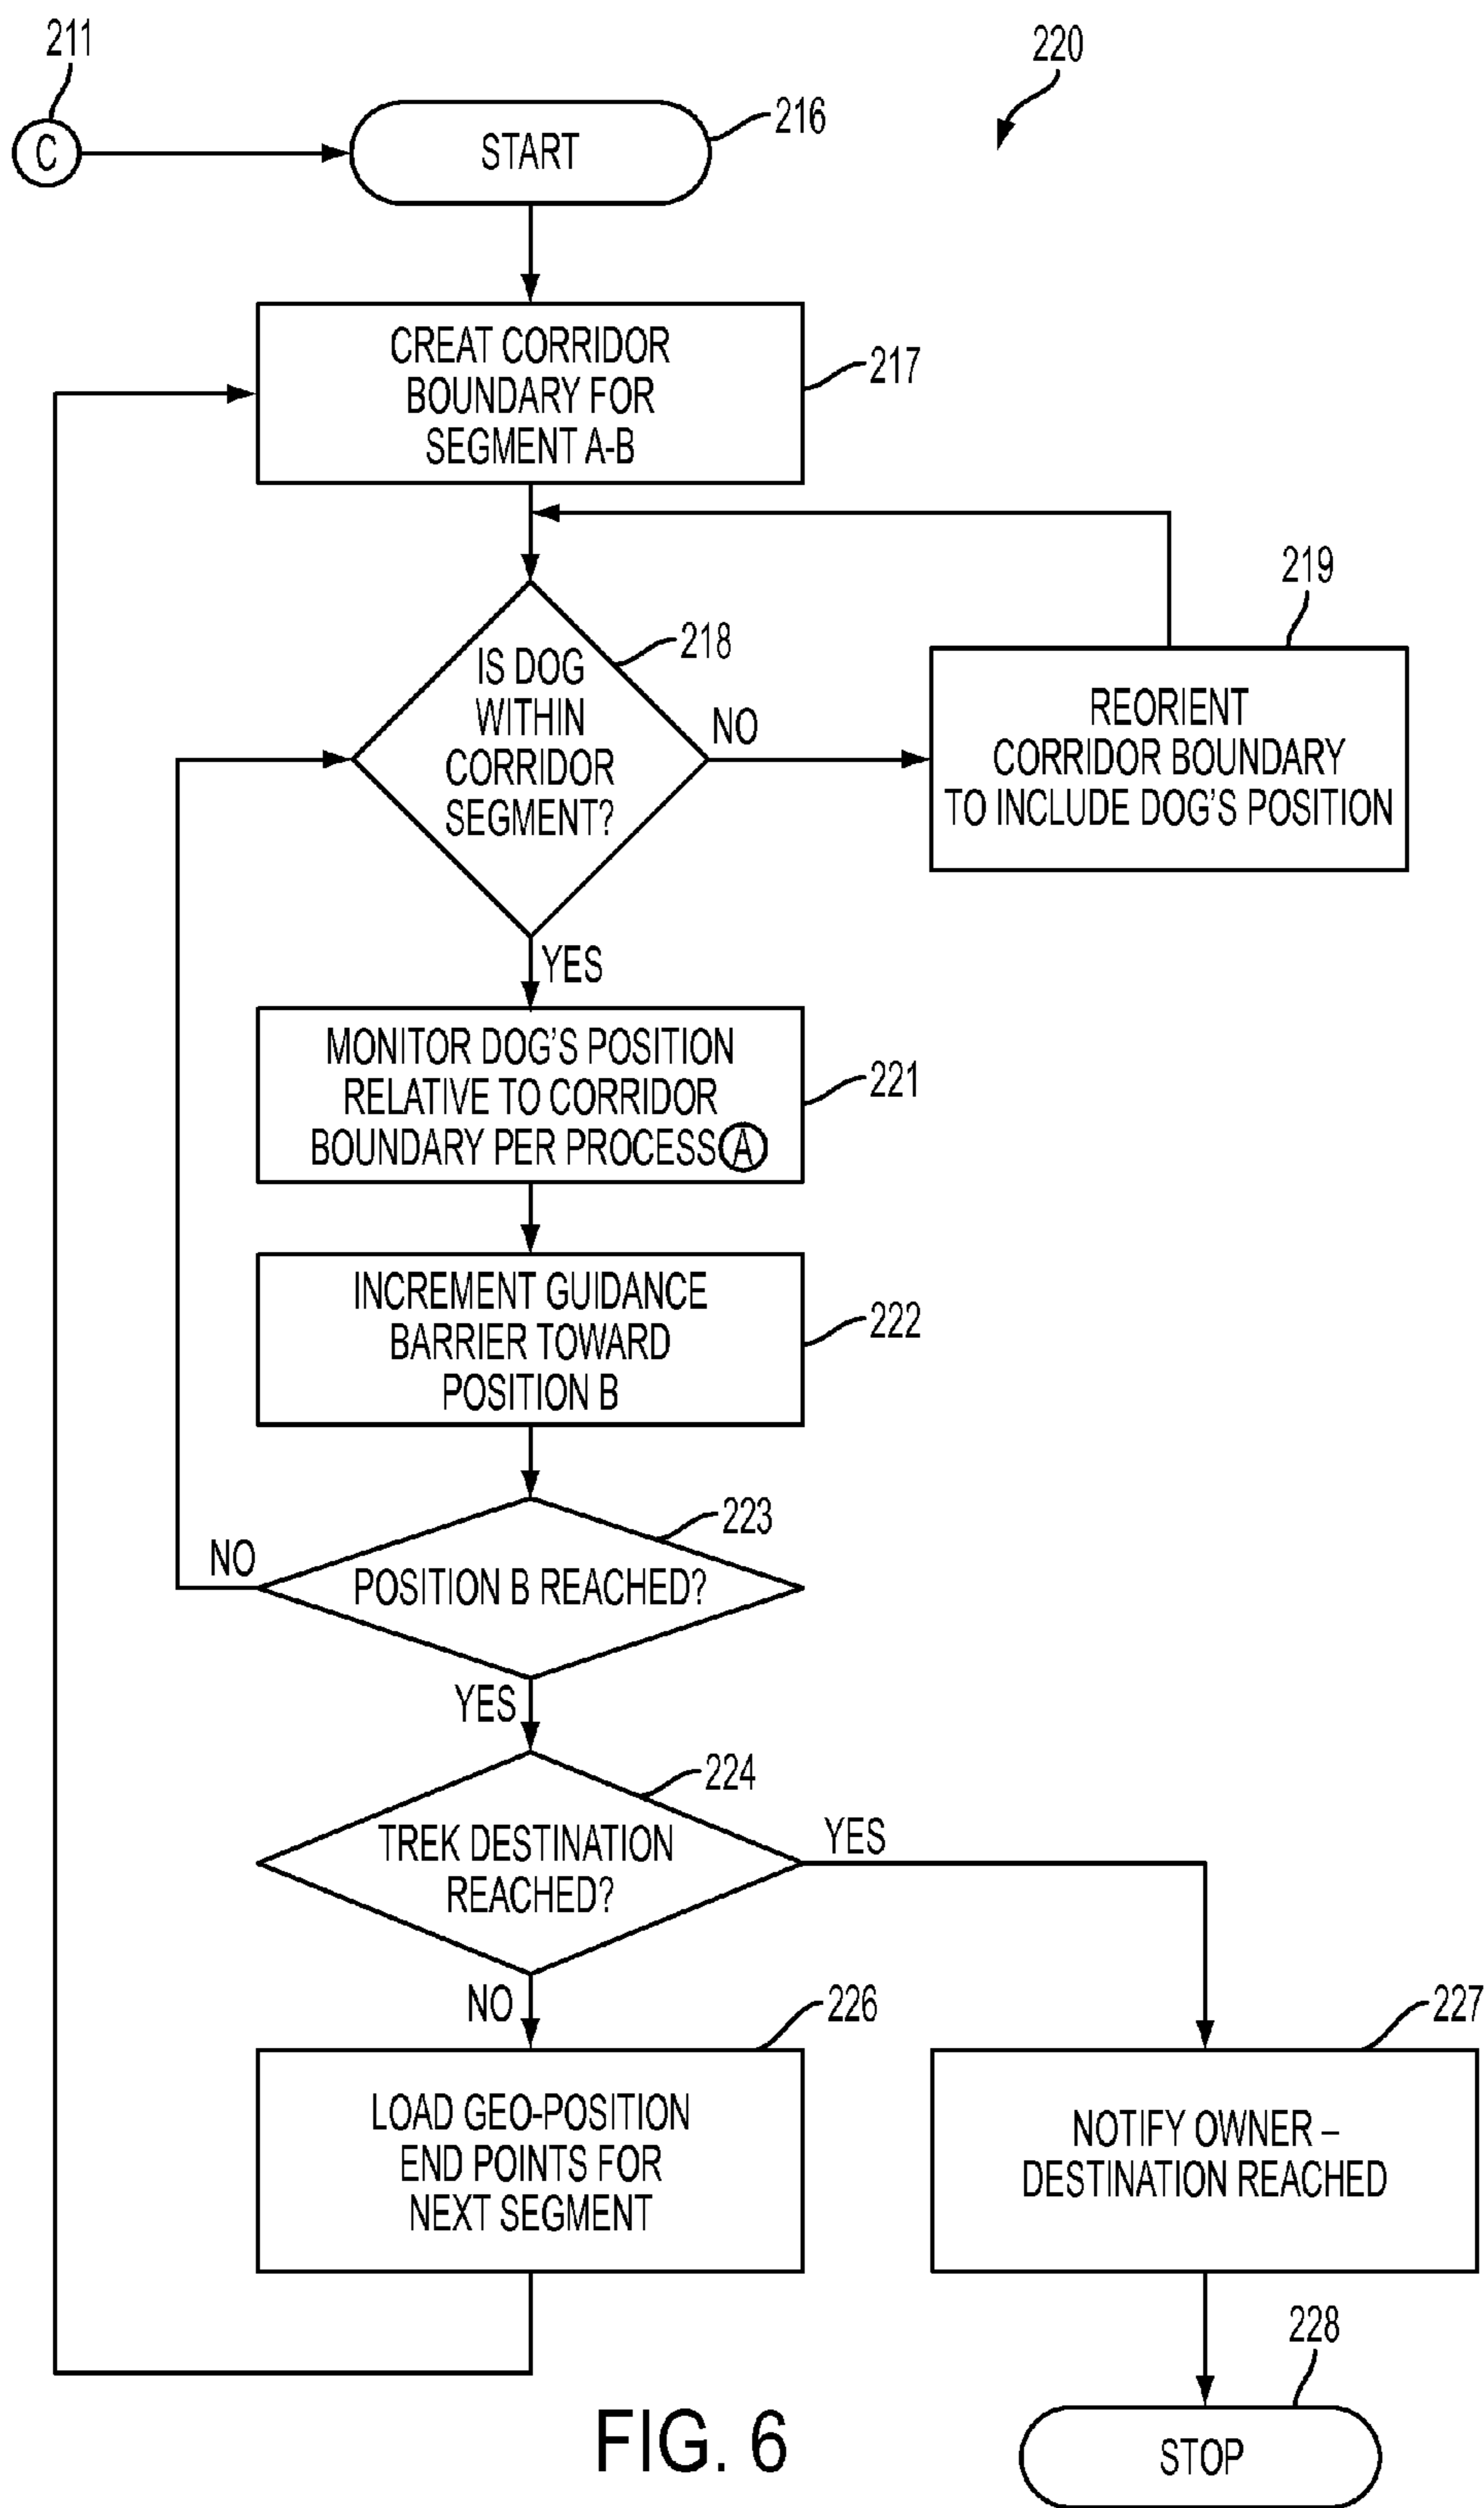 211
220
C
START
216
CREAT CORRIDOR
BOUNDARY FOR
SEGMENT A-B
217
219
218
IS DOG
WITHIN
CORRIDOR
SEGMENT?
NO
REORIENT
CORRIDOR BOUNDARY
TO INCLUDE DOG'S POSITION
YES
MONITOR DOG'S POSITION
RELATIVE TO CORRIDOR
BOUNDARY PER PROCESS A
221
INCREMENT GUIDANCE
BARRIER TOWARD
POSITION B
222
223
NO
POSITION B REACHED?
YES
224
TREK DESTINATION
REACHED?
YES
NO
226
227
LOAD GEO-POSITION
END POINTS FOR
NEXT SEGMENT
NOTIFY OWNER –
DESTINATION REACHED
228
STOP
FIG. 6